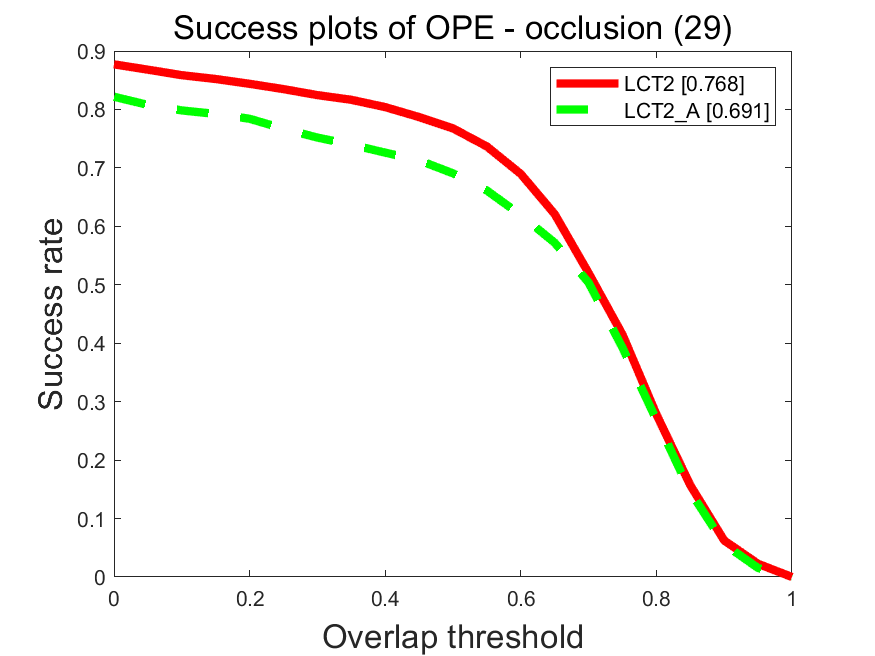 Success plots of OPE - occlusion (29)
LCT2 [0.768]
LCT2_A [0.691]
Success rate
0.9
0.8
0.7
0.6
0.5
0.4
0.3
0.2
0.1
0
0 0.2 0.4 0.6 0.8 1
Overlap threshold